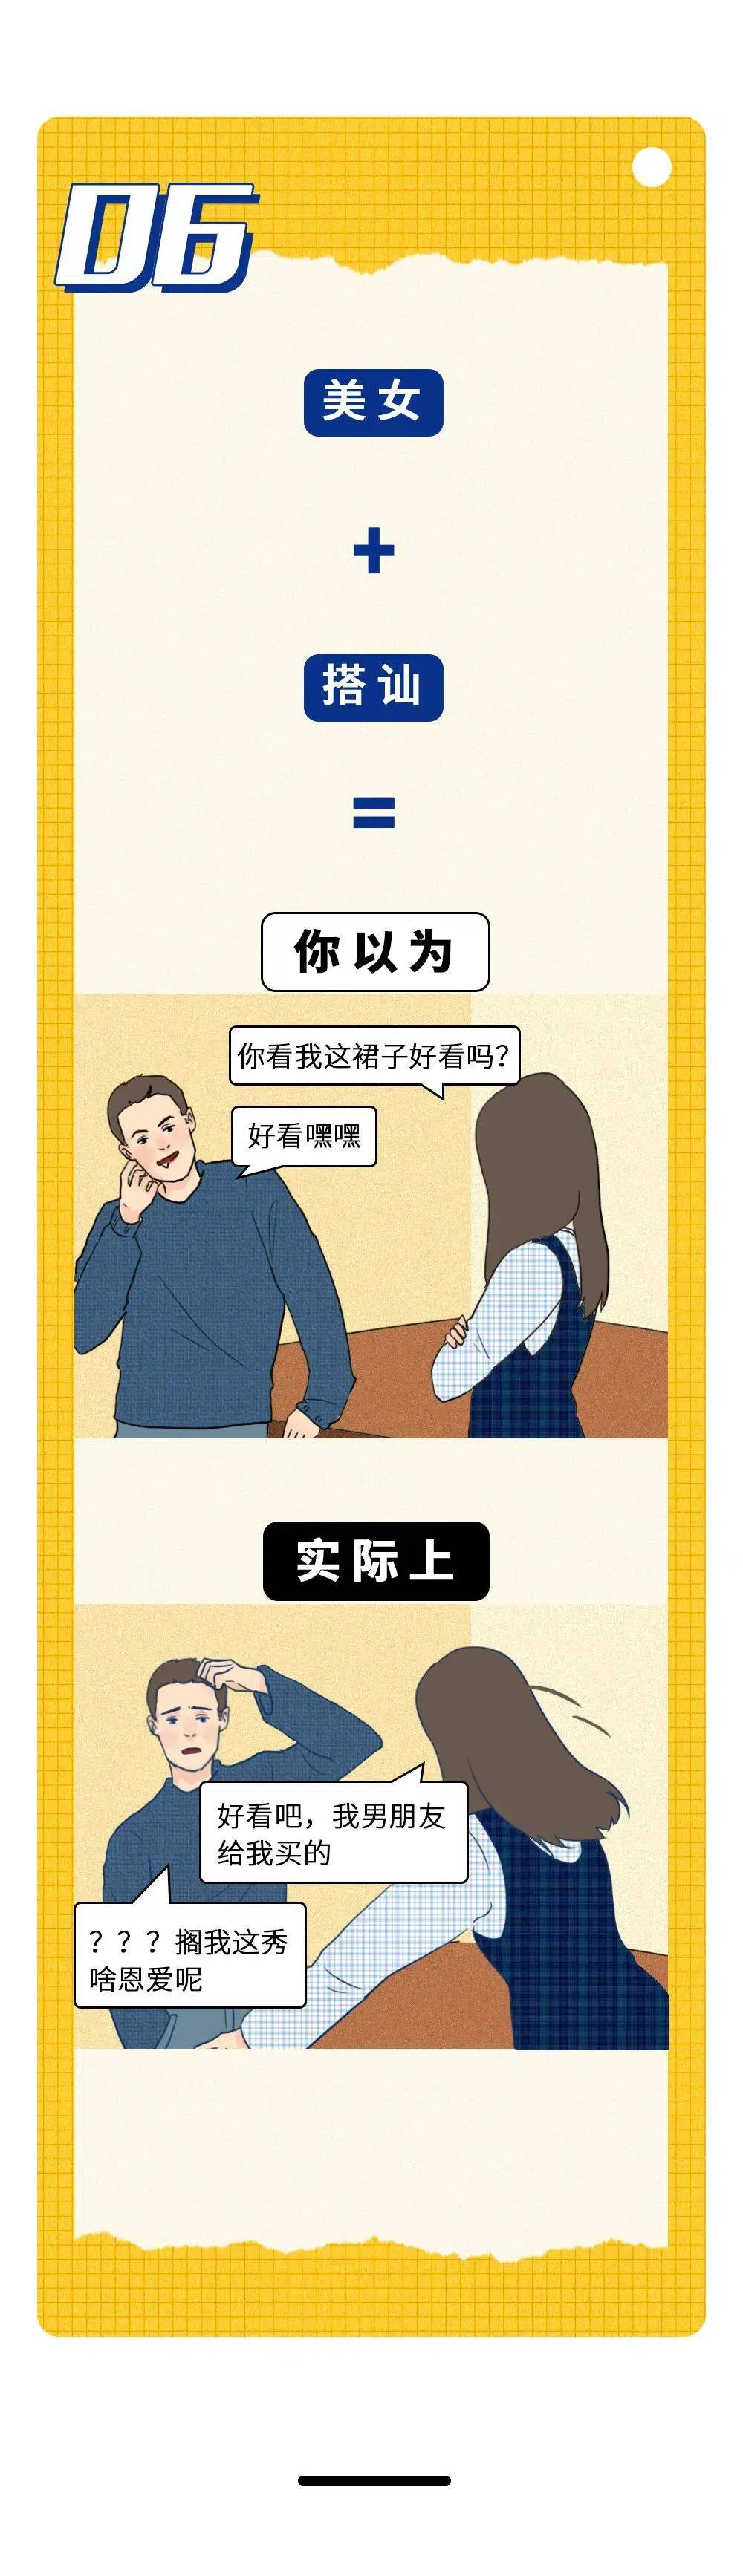 06
美女
+
搭讪
=
你以为
你看我这裙子好看吗？
好看嘿嘿
实际上
好看吧，我男朋友
给我买的
？？？搁我这秀
啥恩爱呢